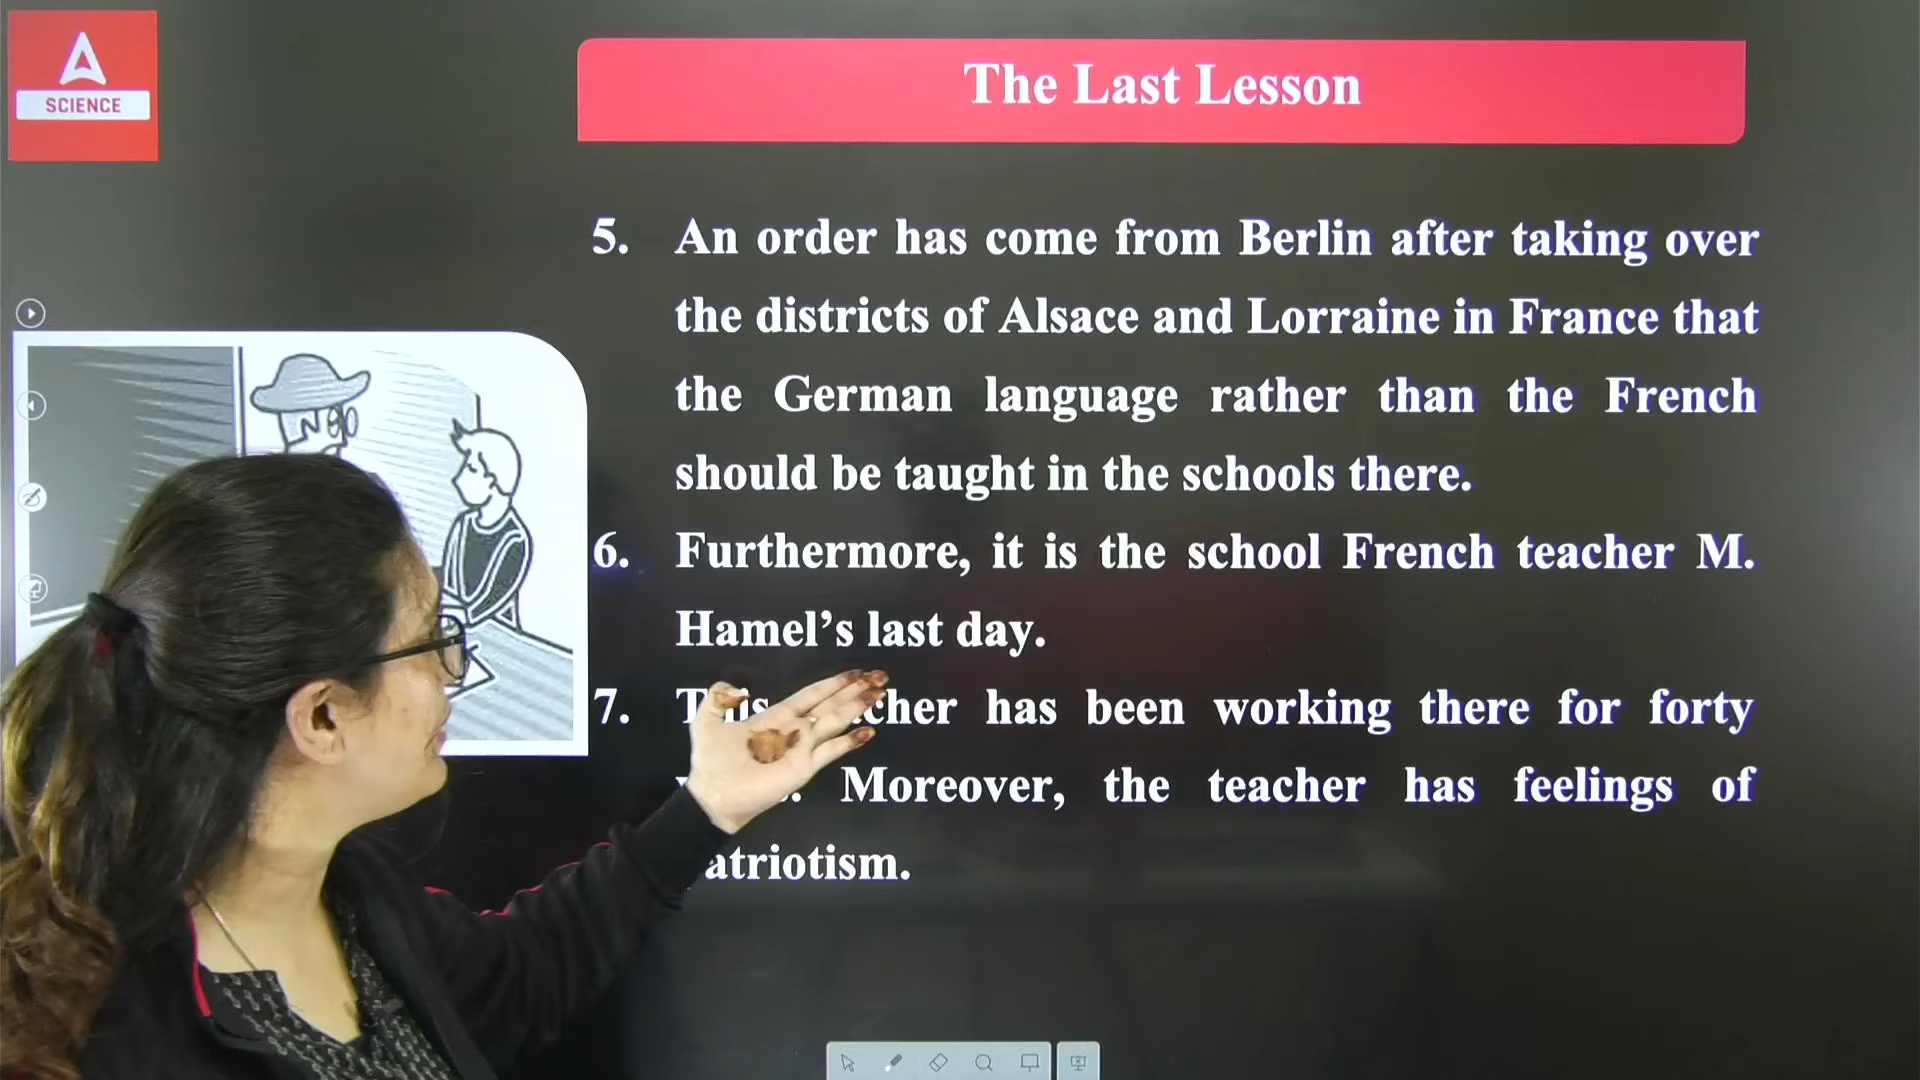 SCIENCE
The Last Lesson
5. An order has come from Berlin after taking over
the districts of Alsace and Lorraine in France that
the German language rather than the French
should be taught in the schools there.
6. Furthermore, it is the school French teacher M.
Hamel's last day.
7. has been working there for forty
Moreover, the teacher has feelings of